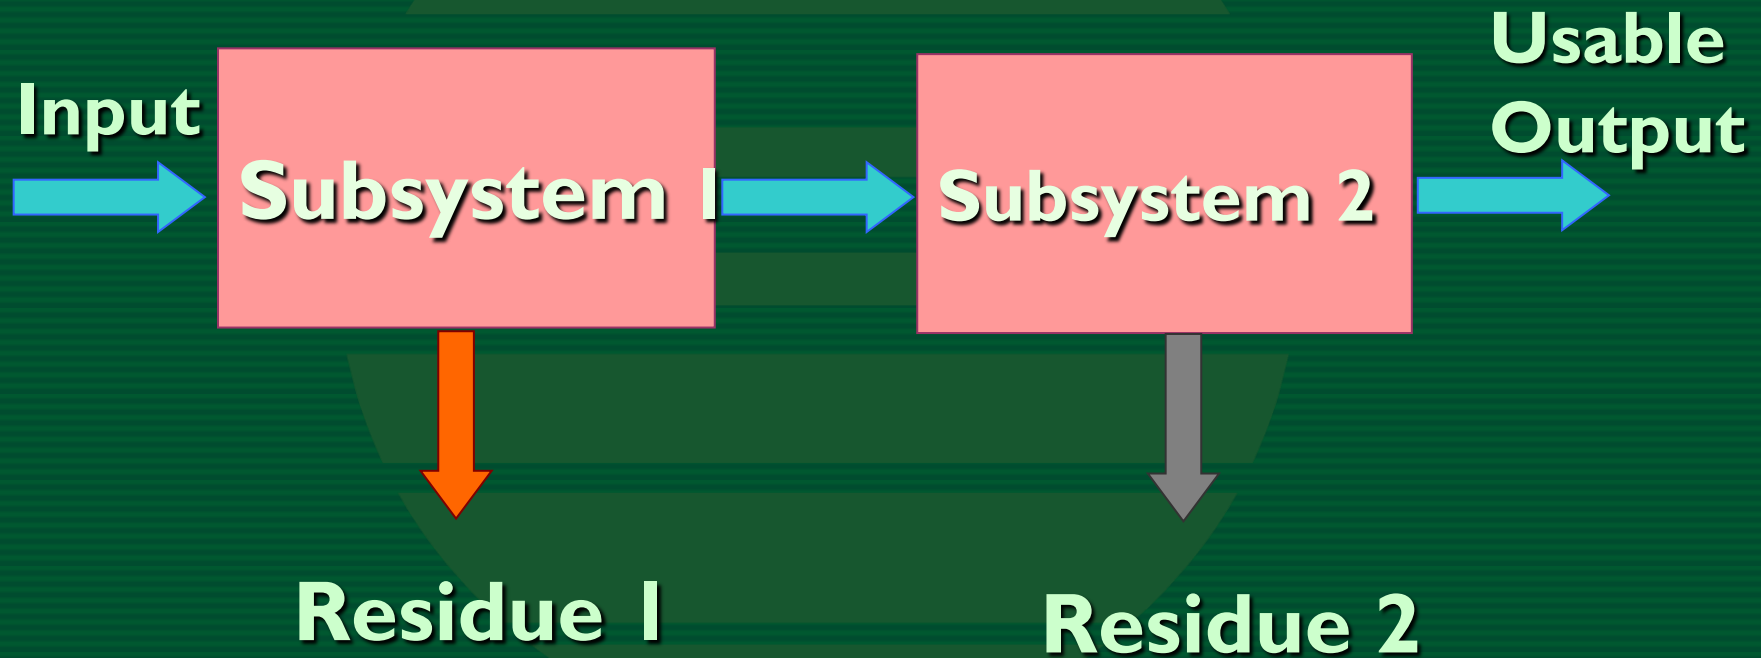 Usable
Input
Output
Subsystem 1
Subsystem 2
Residue 1
Residue 2